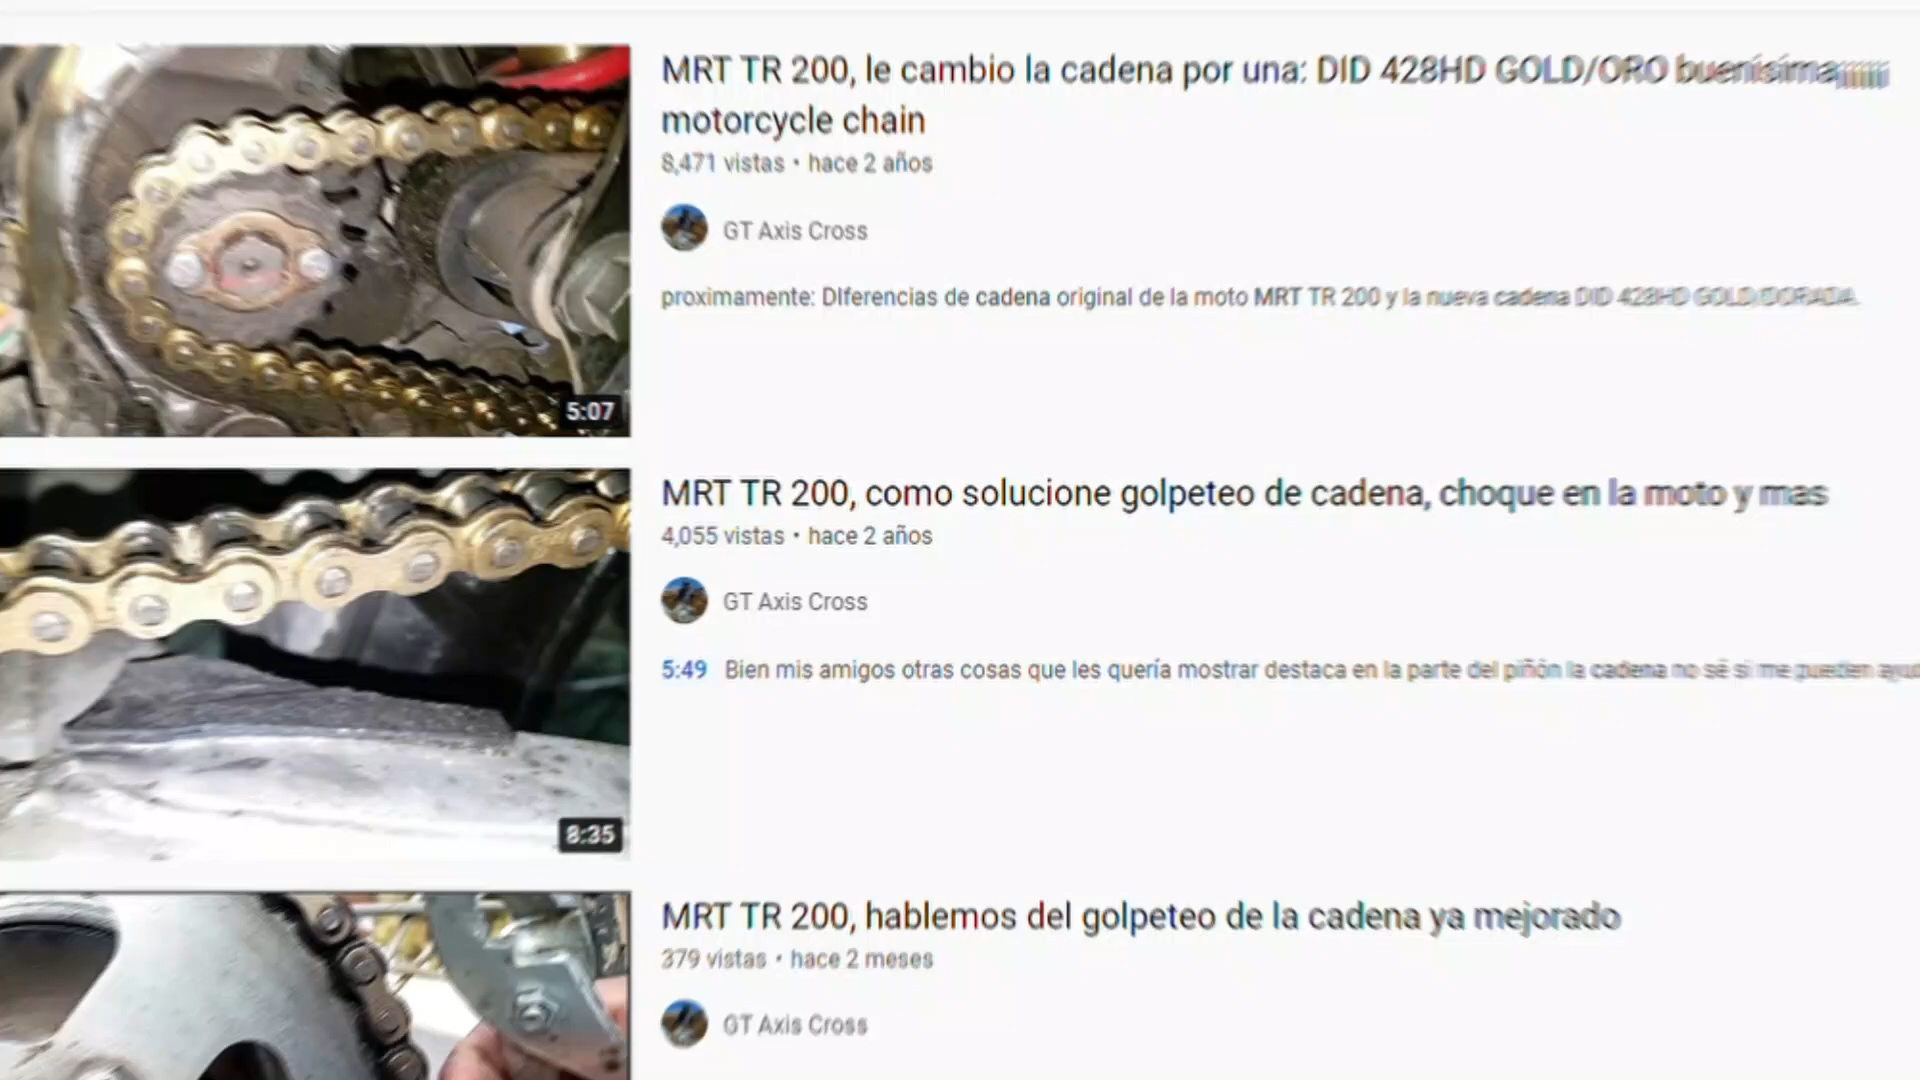 MRT TR 200, le cambio la cadena por una: DID 428HD GOLD/ORO buenísima¡¡¡¡¡¡
motorcycle chain
8,471 vistas • hace 2 años
GT Axis Cross
proximamente: DIferencias de cadena original de la moto MRT TR 200 y la nueva cadena DID 428HD GOLD/DORADA.
5:07
MRT TR 200, como solucione golpeteo de cadena, choque en la moto y mas
4,055 vistas • hace 2 años
GT Axis Cross
5:49 Bien mis amigos otras cosas que les quería mostrar destaca en la parte del piñón la cadena no sé si me pueden
8:35
MRT TR 200, hablemos del golpeteo de la cadena ya mejorado
379 vistas • hace 2 meses
GT Axis Cross